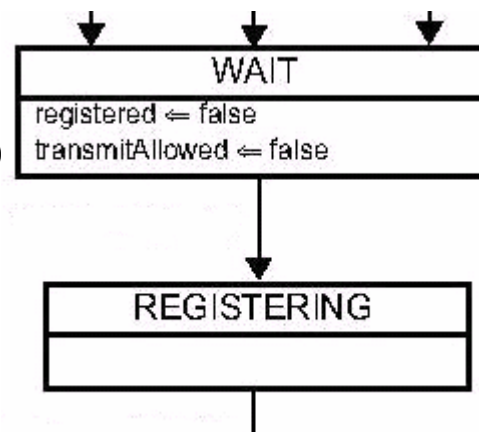 WAIT
registered ⇐ false
transmitAllowed ⇐ false
REGISTERING